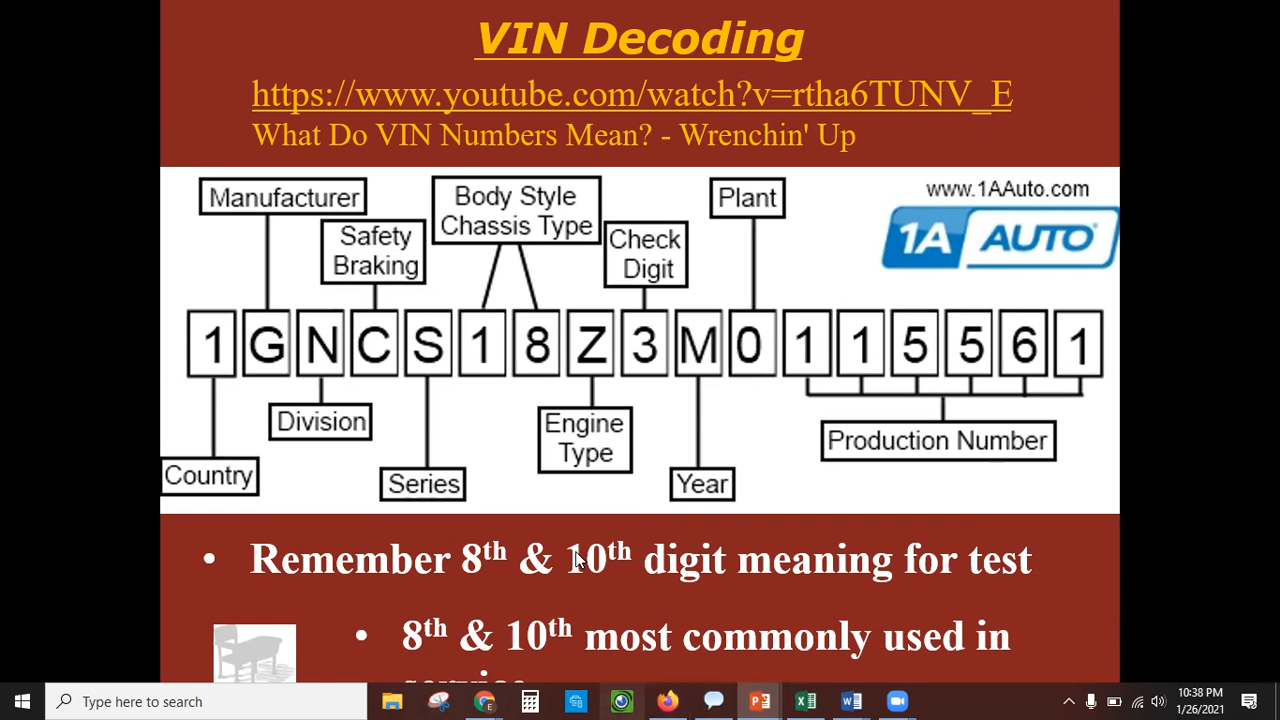 VIN Decoding
https://www.youtube.com/watch?v=rtha6TUNV_E
What Do VIN Numbers Mean? - Wrenchin' Up
Manufacturer
Body Style
Chassis Type
Plant
www.1AAuto.com
Safety
Braking
Check
Digit
1A AUTO
1 G N C S 1 8 Z 3 M 0 1 1 5 5 6 1
Division
Engine
Type
Production Number
Country
Series
Year
• Remember 8th & 10th digit meaning for test
• 8th & 10th most commonly used in
service
Type here to search
10:38 PM
1/26/2021